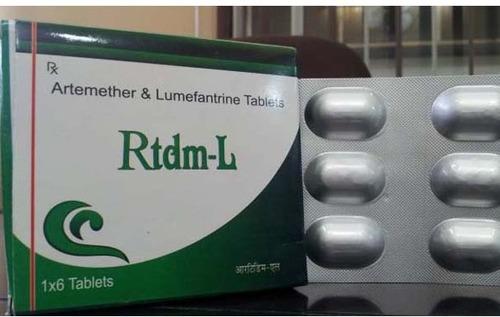 Rx
Artemether & Lumefantrine Tablets
Rtdm-L
आरटिडिम-एल
1x6 Tablets